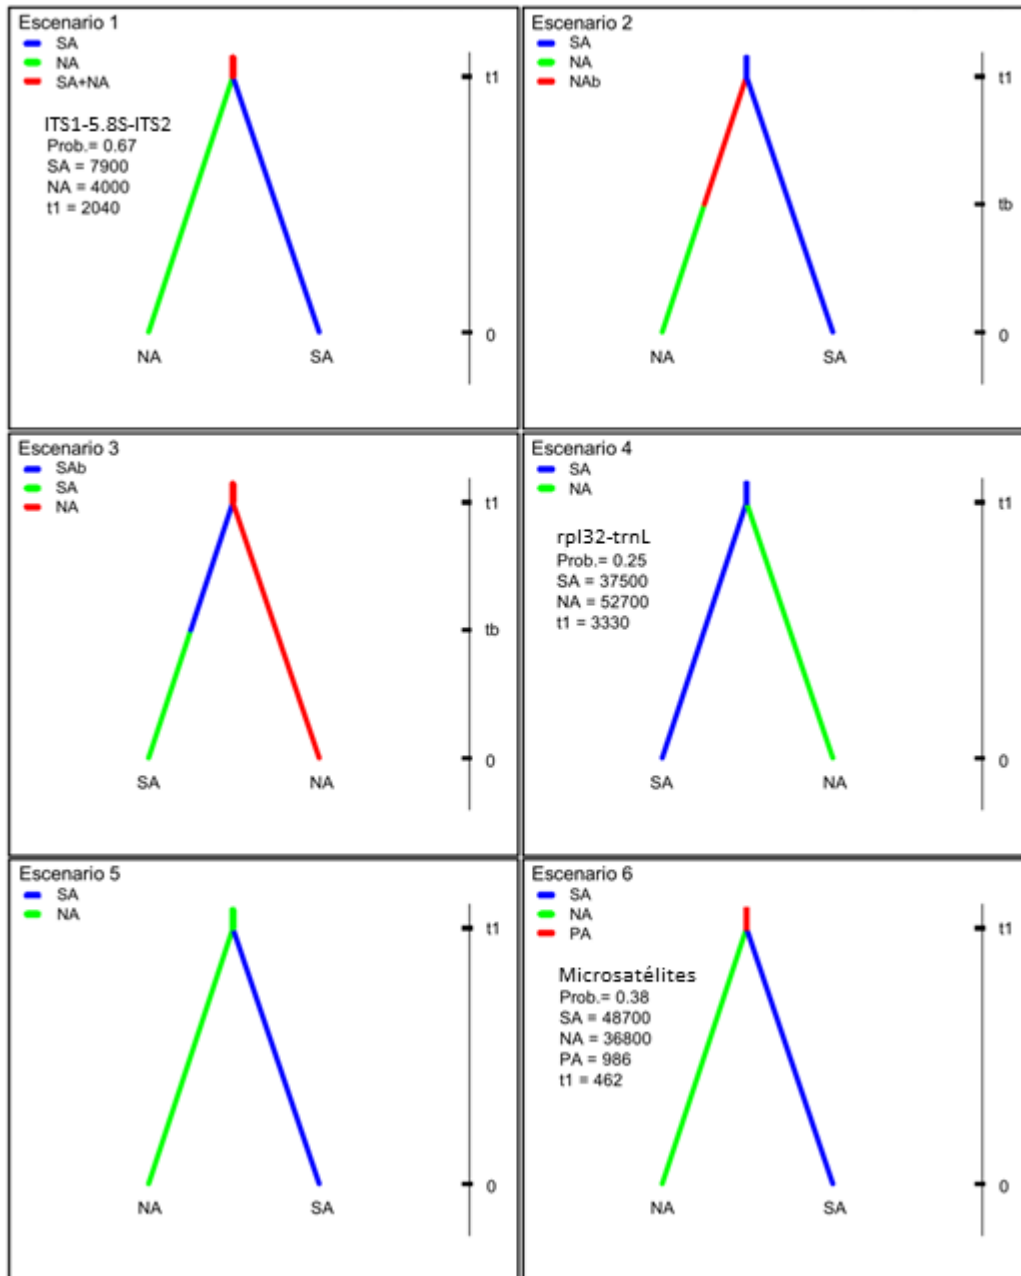 Escenario 1
SA
NA
SA+NA
ITS1-5.8S-ITS2
Prob.= 0.67
SA = 7900
NA = 4000
t1 = 2040
t1
0
NA
SA
Escenario 2
SA
NA
NAb
t1
tb
0
NA
SA
Escenario 3
SAb
SA
NA
t1
tb
0
SA
NA
Escenario 4
SA
NA
rpl32-trnL
Prob.= 0.25
SA = 37500
NA = 52700
t1 = 3330
t1
0
SA
NA
Escenario 5
SA
NA
t1
0
NA
SA
Escenario 6
SA
NA
PA
Microsatélites
Prob.= 0.38
SA = 48700
NA = 36800
PA = 986
t1 = 462
t1
0
NA
SA